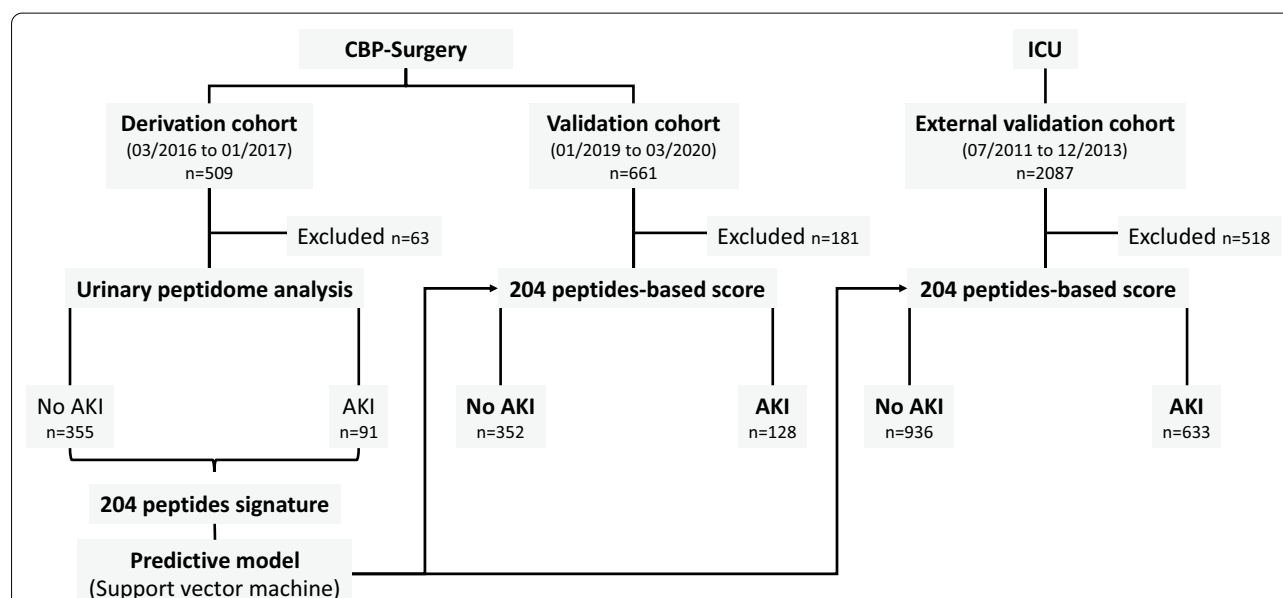 CBP-Surgery
ICU
Derivation cohort
(03/2016 to 01/2017)
n=509
Validation cohort
(01/2019 to 03/2020)
n=661
External validation cohort
(07/2011 to 12/2013)
n=2087
Excluded n=63
Excluded n=181
Excluded n=518
Urinary peptidome analysis
204 peptides-based score
204 peptides-based score
No AKI
n=355
AKI
n=91
No AKI
n=352
AKI
n=128
No AKI
n=936
AKI
n=633
204 peptides signature
Predictive model
(Support vector machine)